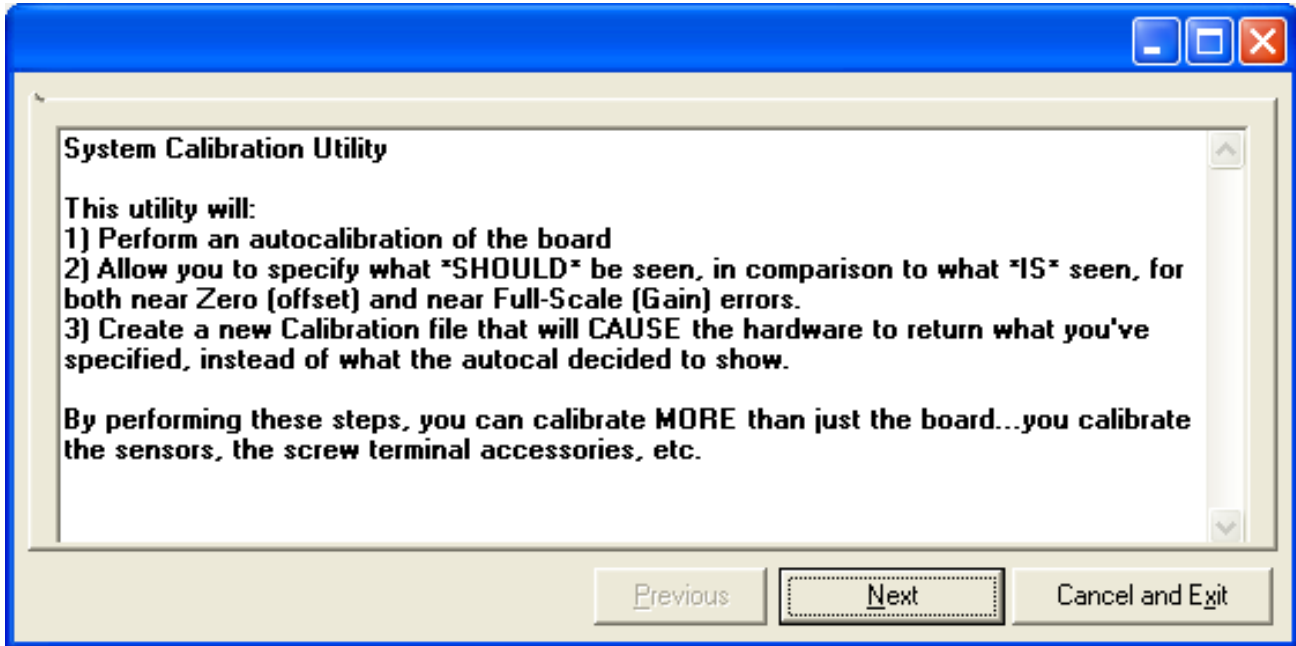 System Calibration Utility
This utility will:
1) Perform an autocalibration of the board
2) Allow you to specify what *SHOULD* be seen, in comparison to what *IS* seen, for
both near Zero (offset) and near Full-Scale (Gain) errors.
3) Create a new Calibration file that will CAUSE the hardware to return what you've
specified, instead of what the autocal decided to show.
By performing these steps, you can calibrate MORE than just the board...you calibrate
the sensors, the screw terminal accessories, etc.
Previous Next Cancel and Exit